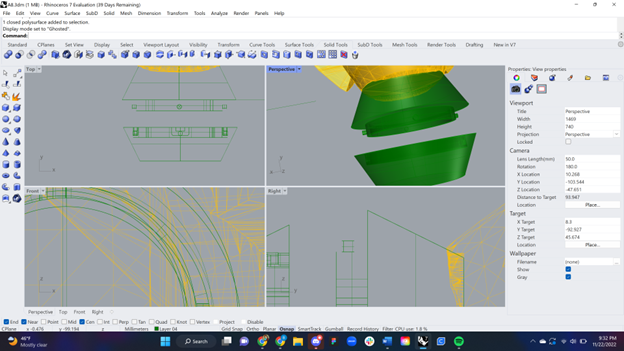 A8.3dm (1 MB) - Rhinoceros 7 Evaluation (39 Days Remaining)
File Edit View Curve Surface SubD Solid Mesh Dimension Transform Tools Analyze Render Panels Help
1 closed polysurface added to selection.
Display mode set to "Ghosted".
Command:
Standard CPlanes Set View Display Select Viewport Layout Visibility Transform Curve Tools Surface Tools Solid Tools SubD Tools Mesh Tools Render Tools Drafting New in V7
Top
Perspective
Properties: View properties
Viewport
Title Perspective
Width 1469
Height 740
Projection Perspective
Locked
Camera
Lens Length(mm) 50.0
Rotation 180.0
X Location 10.268
Y Location -103.544
Z Location -47.651
Distance to Target 93.947
Location Place...
Target
X Target 8.3
Y Target -92.927
Z Target 45.674
Location Place...
Wallpaper
Filename (none)
Show
Gray
Front
Right
Perspective Top Front Right
End Near Point Mid Cen Int Perp Tan Quad Knot Vertex Project Disable
CPlane x -0.476 y -99.194 Millimeters Layer 04 Grid Snap Ortho Planar Osnap SmartTrack Gumball Record History Filter CPU use: 1.8 %
46°F
Mostly clear
Search
9:32 PM
11/22/2022